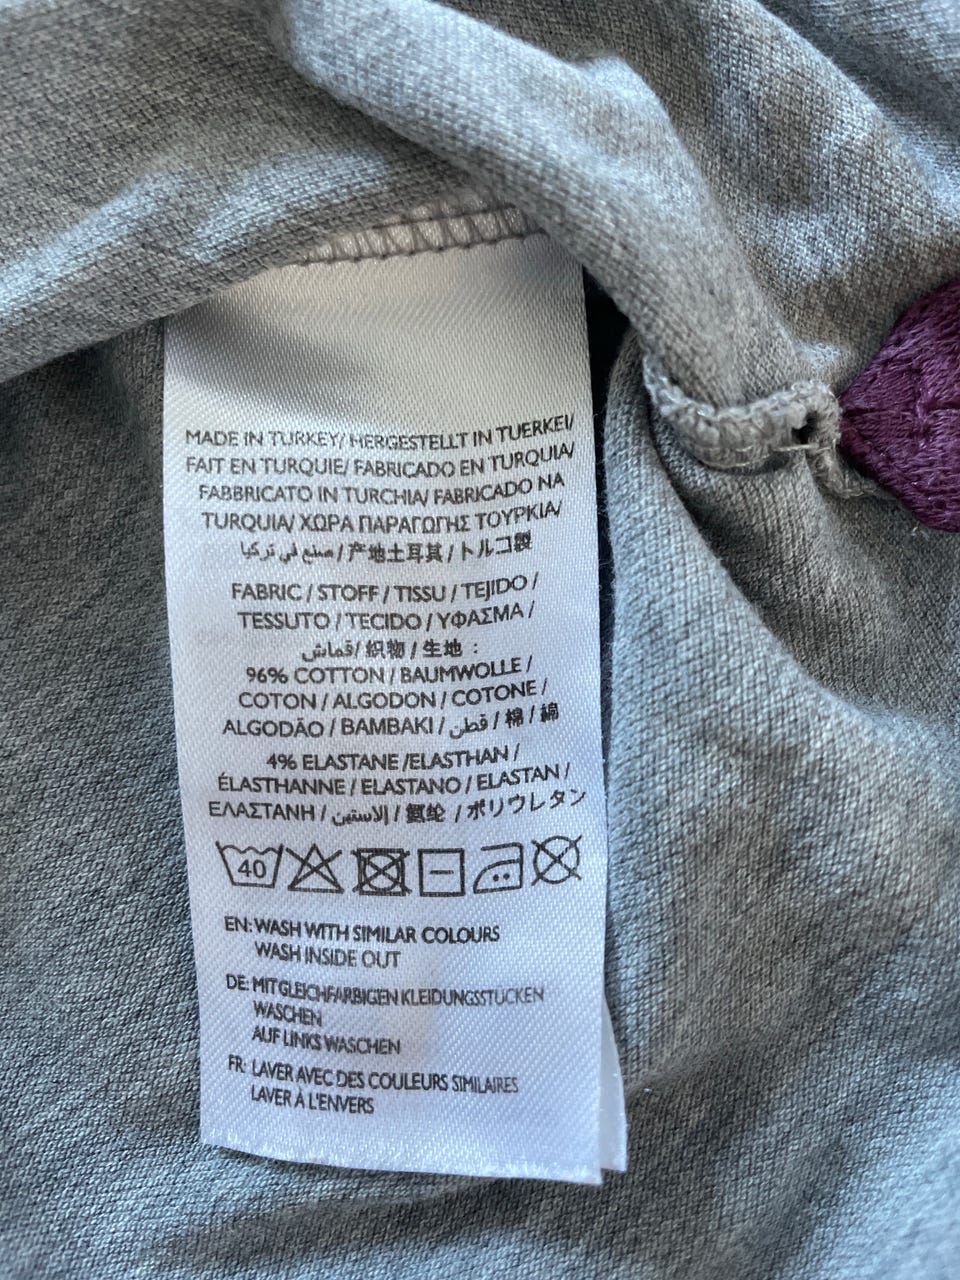 MADE IN TURKEY/ HERGESTELLT IN TUERKEI/
FAIT EN TURQUIE/ FABRICADO EN TURQUIA/
FABBRICATO IN TURCHIA/ FABRICADO NA
TURQUIA/ ΧΩΡΑ ΠΑΡΑΓΩΓΗΣ ΤΟΥΡΚΙΑ/
صنع في تركيا / 产地土耳其 / トルコ製
FABRIC / STOFF / TISSU / TEJIDO /
TESSUTO / TECIDO / ΥΦΑΣΜΑ /
قماش / 织物 / 生地 :
96% COTTON / BAUMWOLLE /
COTON / ALGODON / COTONE /
ALGODÃO / BAMBAKI / قطن / 棉 / 綿
4% ELASTANE /ELASTHAN /
ÉLASTHANNE / ELASTANO / ELASTAN /
ΕΛΑΣΤΑΝΗ / الاستين / 氨纶 / ポリウレタン
40
EN: WASH WITH SIMILAR COLOURS
WASH INSIDE OUT
DE: MIT GLEICHFARBIGEN KLEIDUNGSSTÜCKEN
WASCHEN
AUF LINKS WASCHEN
FR: LAVER AVEC DES COULEURS SIMILAIRES
LAVER À L'ENVERS